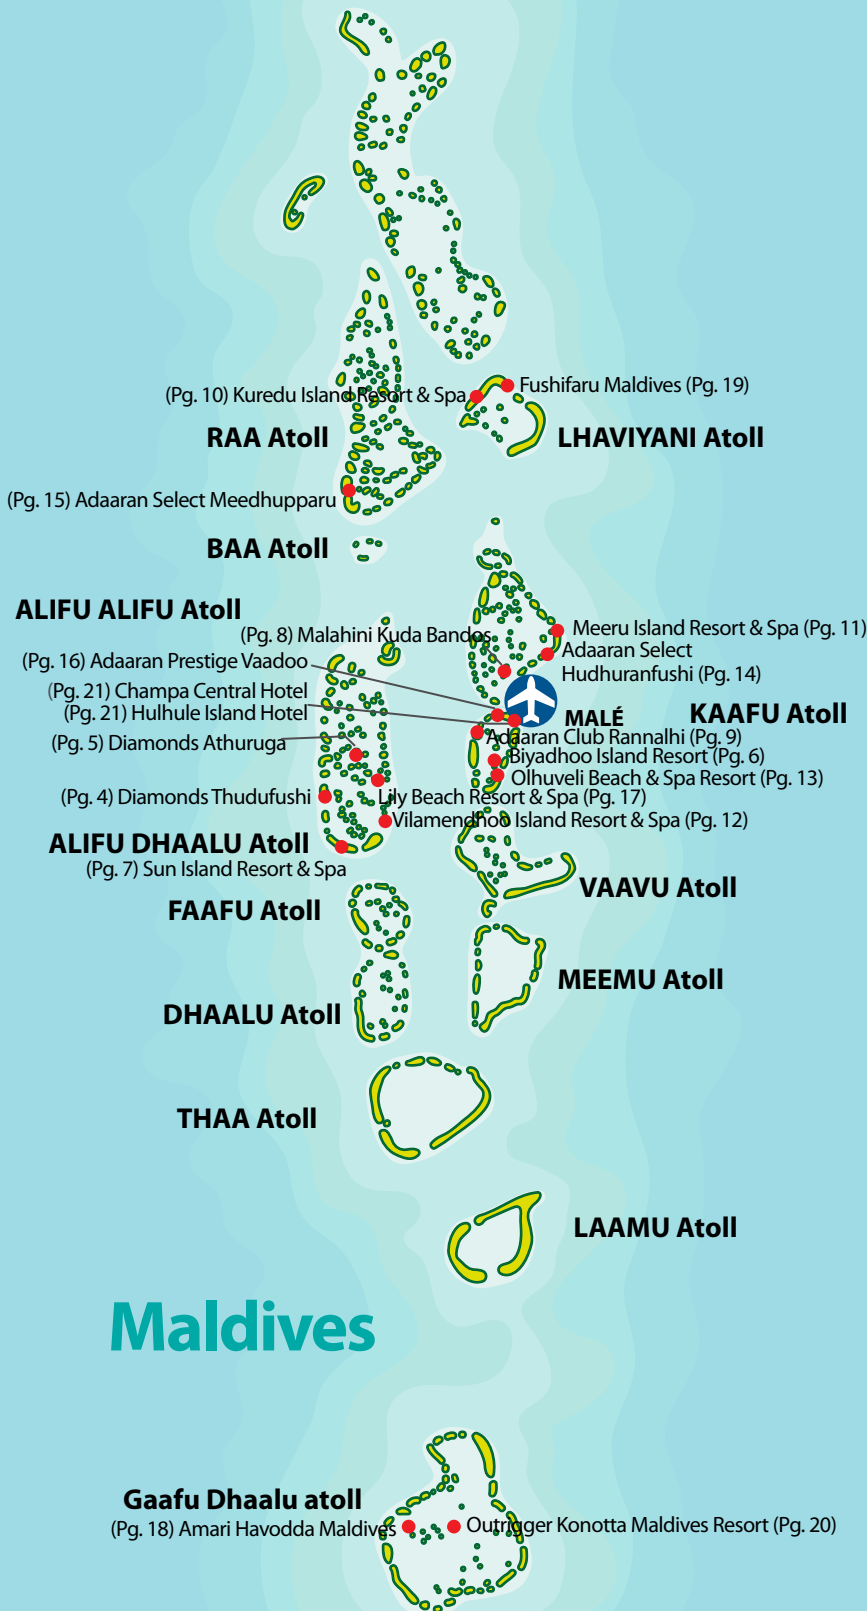 Fushifaru Maldives (Pg. 19)
(Pg. 10) Kuredu Island Resort & Spa
RAA Atoll
LHAVIYANI Atoll
(Pg. 15) Adaaran Select Meedhupparu
BAA Atoll
ALIFU ALIFU Atoll
(Pg. 8) Malahini Kuda Bandos
Meeru Island Resort & Spa (Pg. 11)
Adaaran Select
Hudhuranfushi (Pg. 14)
(Pg. 16) Adaaran Prestige Vaadoo
(Pg. 21) Champa Central Hotel
(Pg. 21) Hulhule Island Hotel
MALÉ
KAAFU Atoll
(Pg. 5) Diamonds Athuruga
Adaaran Club Rannalhi (Pg. 9)
Biyadhoo Island Resort (Pg. 6)
Olhuveli Beach & Spa Resort (Pg. 13)
(Pg. 4) Diamonds Thudufushi
Lily Beach Resort & Spa (Pg. 17)
Vilamendhoo Island Resort & Spa (Pg. 12)
ALIFU DHAALU Atoll
(Pg. 7) Sun Island Resort & Spa
VAAVU Atoll
FAAFU Atoll
MEEMU Atoll
DHAALU Atoll
THAA Atoll
LAAMU Atoll
Maldives
Gaafu Dhaalu atoll
(Pg. 18) Amari Havodda Maldives
Outrigger Konotta Maldives Resort (Pg. 20)